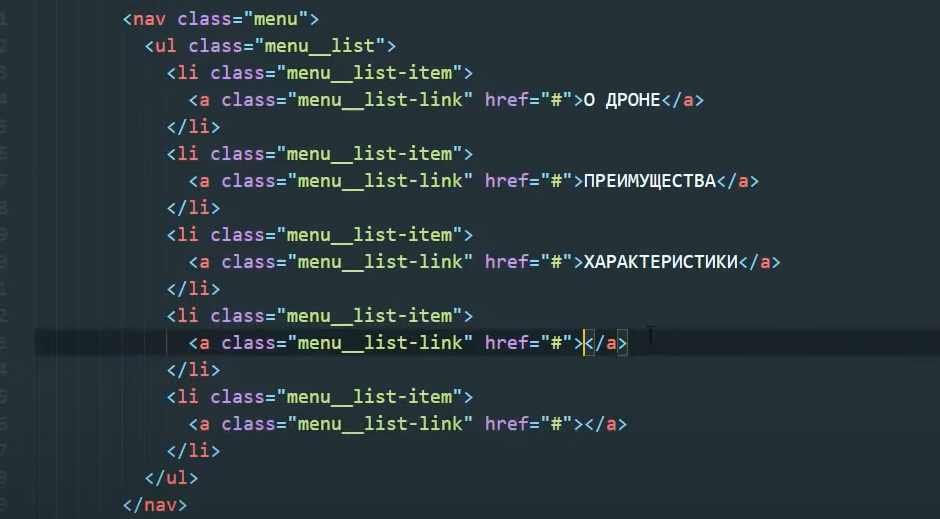 <nav class="menu">
<ul class="menu__list">
<li class="menu__list-item">
<a class="menu__list-link" href="#">О ДРОНЕ</a>
</li>
<li class="menu__list-item">
<a class="menu__list-link" href="#">ПРЕИМУЩЕСТВА</a>
</li>
<li class="menu__list-item">
<a class="menu__list-link" href="#">ХАРАКТЕРИСТИКИ</a>
</li>
<li class="menu__list-item">
<a class="menu__list-link" href="#"></a>
</li>
<li class="menu__list-item">
<a class="menu__list-link" href="#"></a>
</li>
</ul>
</nav>